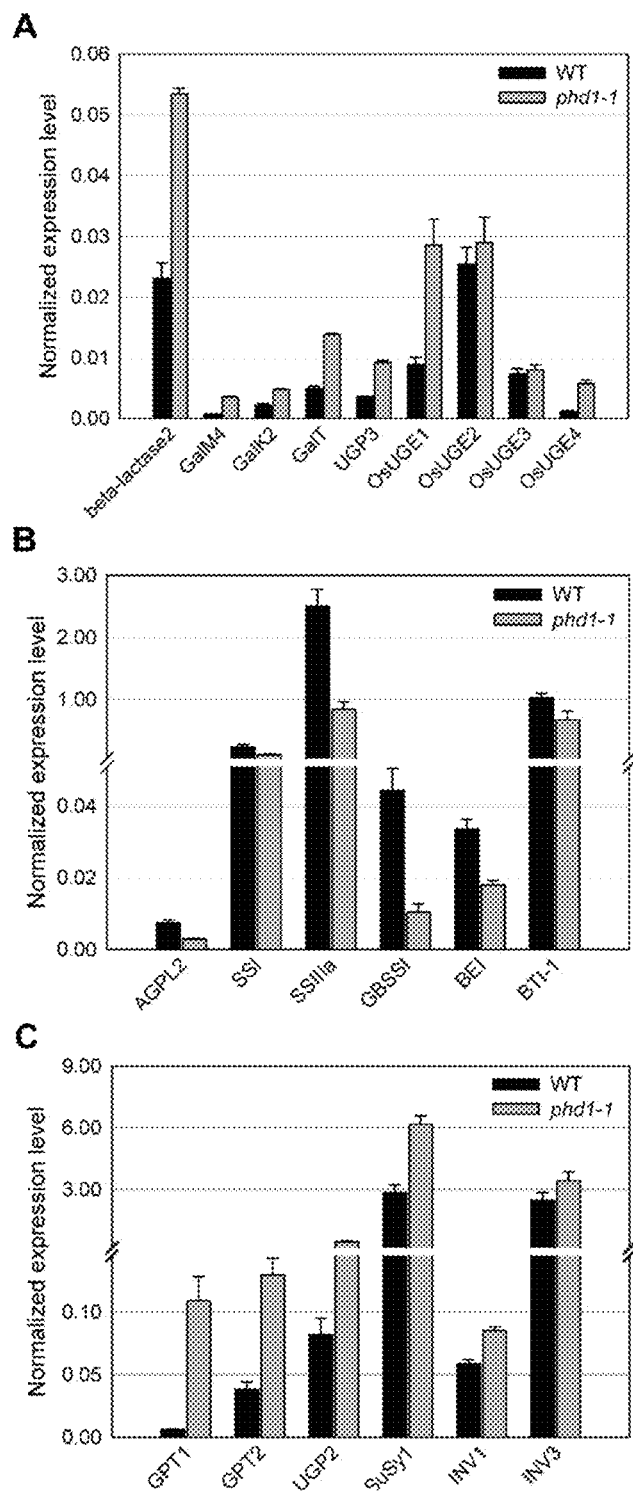 A
Normalized expression level
0.06
0.05
0.04
0.03
0.02
0.01
0.00
WT
phd1-1
beta-lactase2
GalM4
GalK2
GalT
UGP3
OsUGE1
OsUGE2
OsUGE3
OsUGE4
B
Normalized expression level
3.00
2.00
1.00
0.04
0.02
0.00
WT
phd1-1
AGPL2
SSI
SSIIIa
GBSSI
BEI
BTI-1
C
Normalized expression level
9.00
6.00
3.00
0.10
0.05
0.00
WT
phd1-1
GPT1
GPT2
UGP2
SuSy1
INV1
INV3